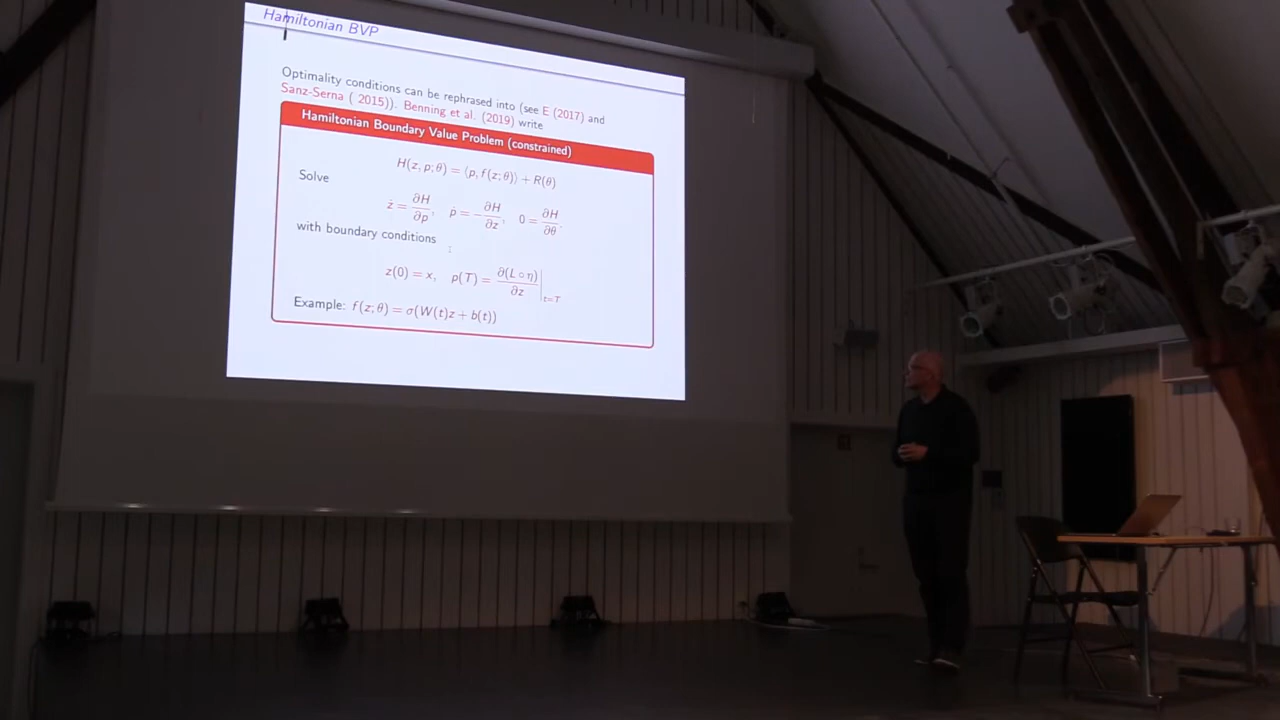 Hamiltonian BVP
Optimality conditions can be rephrased into (see E (2017) and
Sanz-Serna ( 2015)). Benning et al. (2019) write
Hamiltonian Boundary Value Problem (constrained)
H(z, p; θ) = ⟨p, f(z; θ)⟩ + R(θ)
Solve
ż = ∂H/∂p, ṗ = −∂H/∂z, 0 = ∂H/∂θ.
with boundary conditions
z(0) = x, p(T) = ∂(L ∘ η)/∂z |t=T
Example: f(z; θ) = σ(W(t)z + b(t))